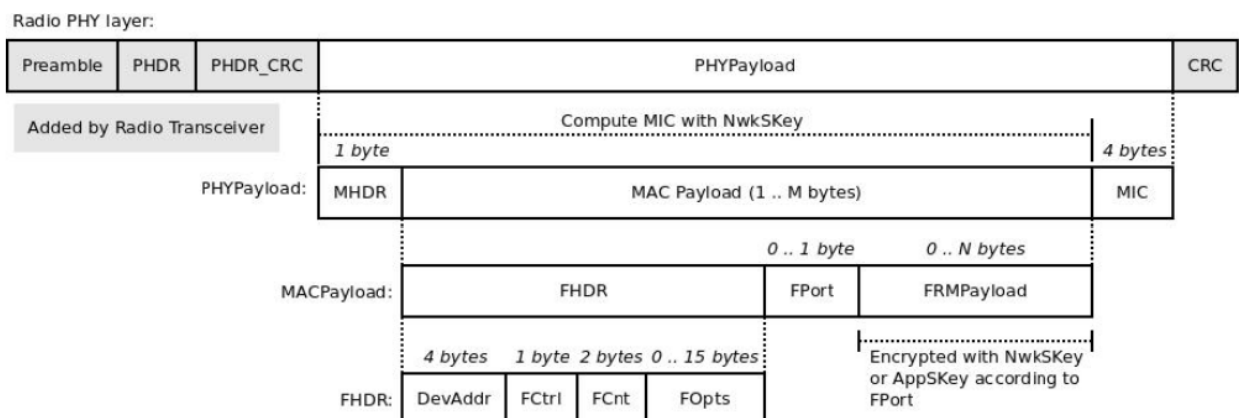 Radio PHY layer:
Preamble PHDR PHDR_CRC PHYPayload CRC
Added by Radio Transceiver
Compute MIC with NwkSKey
1 byte 4 bytes
PHYPayload: MHDR MAC Payload (1 .. M bytes) MIC
0 .. 1 byte 0 .. N bytes
MACPayload: FHDR FPort FRMPayload
4 bytes 1 byte 2 bytes 0 .. 15 bytes
FHDR: DevAddr FCtrl FCnt FOpts
Encrypted with NwkSKey
or AppSKey according to
FPort